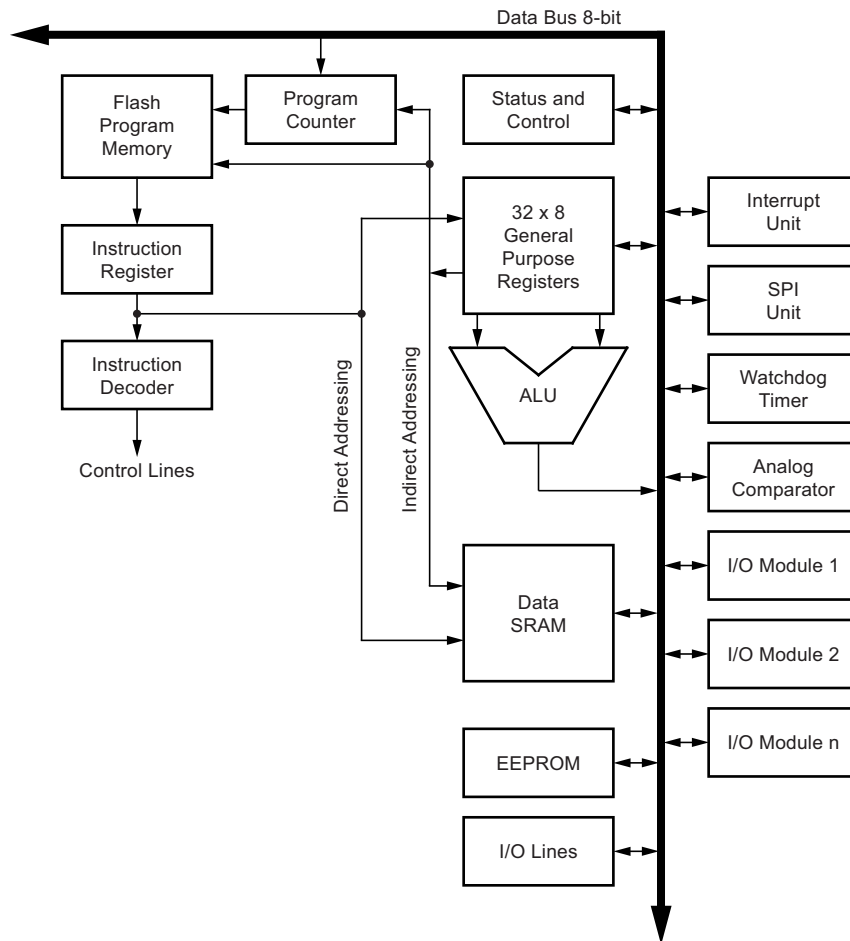 Data Bus 8-bit
Flash
Program
Memory
Program
Counter
Status and
Control
32 x 8
General
Purpose
Registers
Interrupt
Unit
Instruction
Register
SPI
Unit
Instruction
Decoder
ALU
Watchdog
Timer
Control Lines
Direct Addressing
Indirect Addressing
Analog
Comparator
Data
SRAM
I/O Module 1
I/O Module 2
I/O Module n
EEPROM
I/O Lines